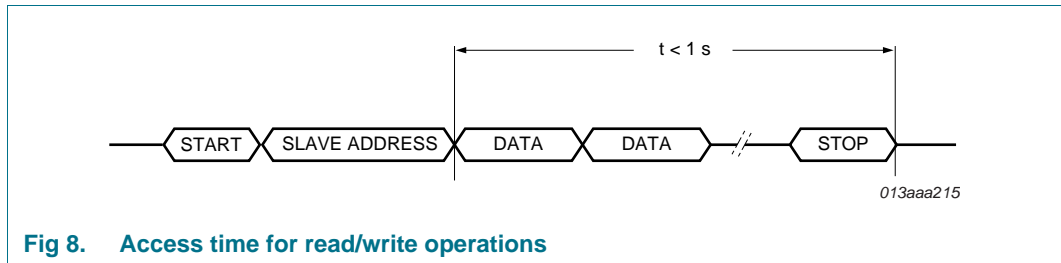 t < 1 s
START SLAVE ADDRESS DATA DATA STOP
013aaa215
Fig 8. Access time for read/write operations